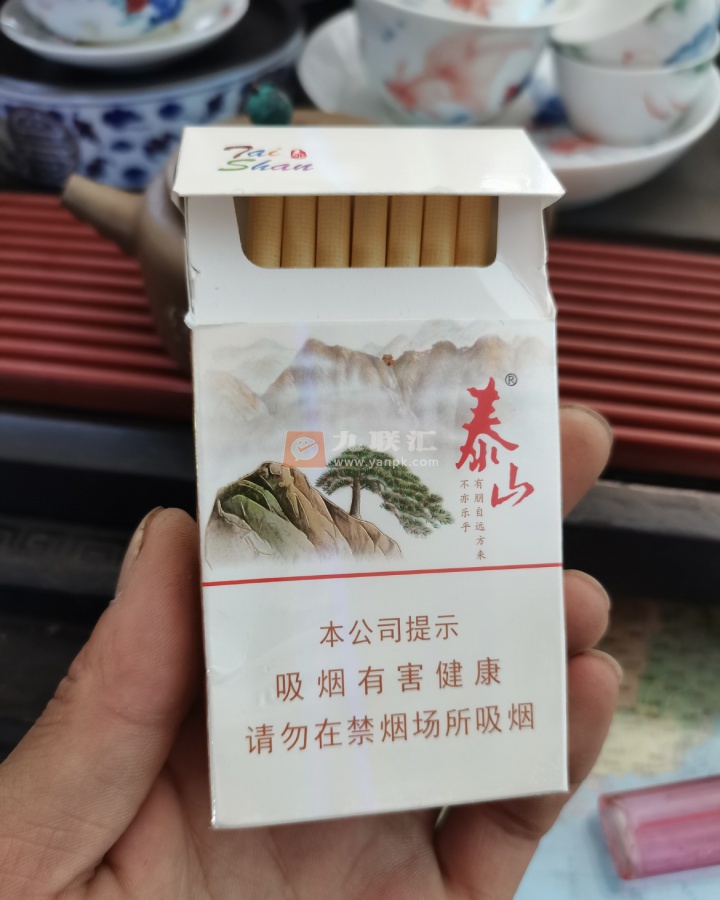 Tai
Shan
泰山®
有朋自远方来
不亦乐乎
九联汇
www.yanpk.com
本公司提示
吸烟有害健康
请勿在禁烟场所吸烟